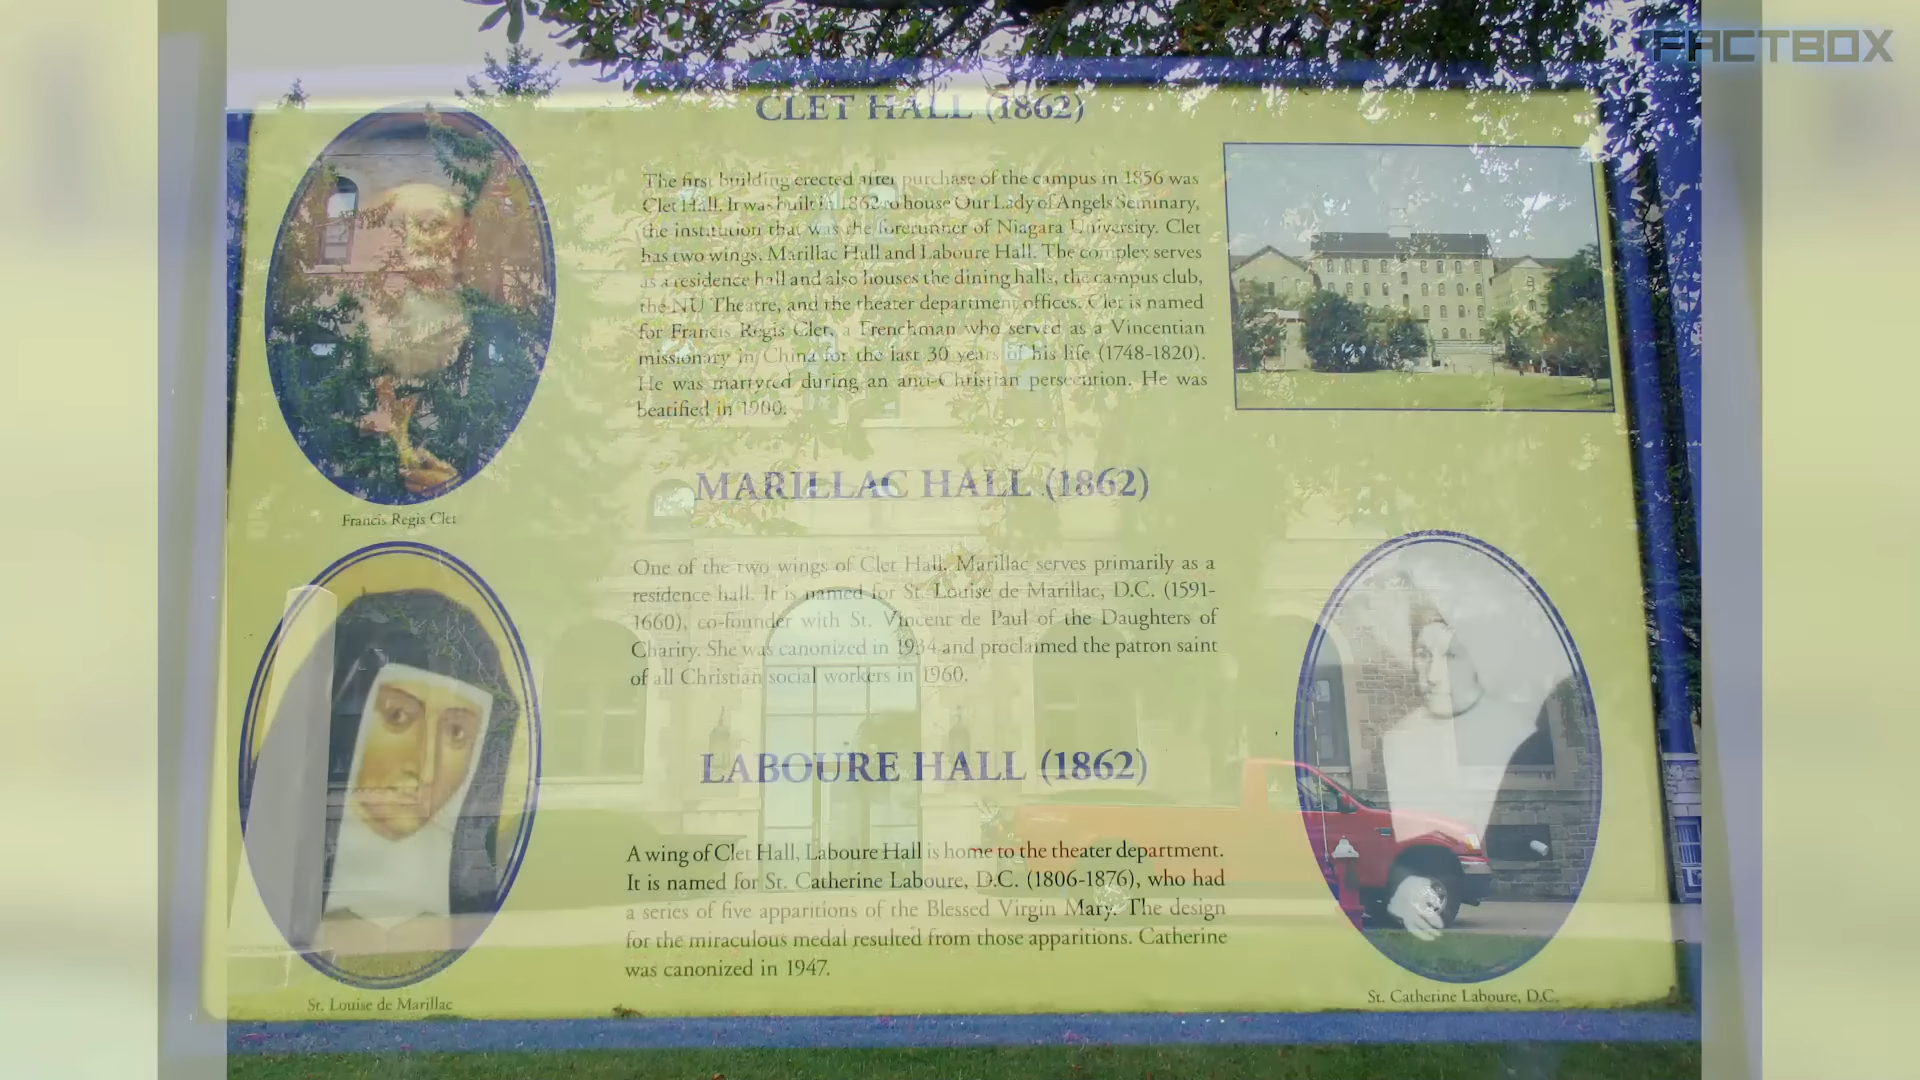 FACTBOX
CLET HALL (1862)
The first building erected after purchase of the campus in 1856 was
Clet Hall. It was built in 1862 to house Our Lady of Angels Seminary,
the institution that was the forerunner of Niagara University. Clet
has two wings, Marillac Hall and Laboure Hall. The complex serves
as a residence hall and also houses the dining halls, the campus club,
the NU Theatre, and the theater department offices. Clet is named
for Francis Regis Clet, a Frenchman who served as a Vincentian
missionary in China for the last 30 years of his life (1748-1820).
He was martyred during an anti-Christian persecution. He was
beatified in 1900.
Francis Regis Clet
MARILLAC HALL (1862)
One of the two wings of Clet Hall, Marillac serves primarily as a
residence hall. It is named for St. Louise de Marillac, D.C. (1591-
1660), co-founder with St. Vincent de Paul of the Daughters of
Charity. She was canonized in 1934 and proclaimed the patron saint
of all Christian social workers in 1960.
LABOURE HALL (1862)
A wing of Clet Hall, Laboure Hall is home to the theater department.
It is named for St. Catherine Laboure, D.C. (1806-1876), who had
a series of five apparitions of the Blessed Virgin Mary. The design
for the miraculous medal resulted from those apparitions. Catherine
was canonized in 1947.
St. Louise de Marillac
St. Catherine Laboure, D.C.